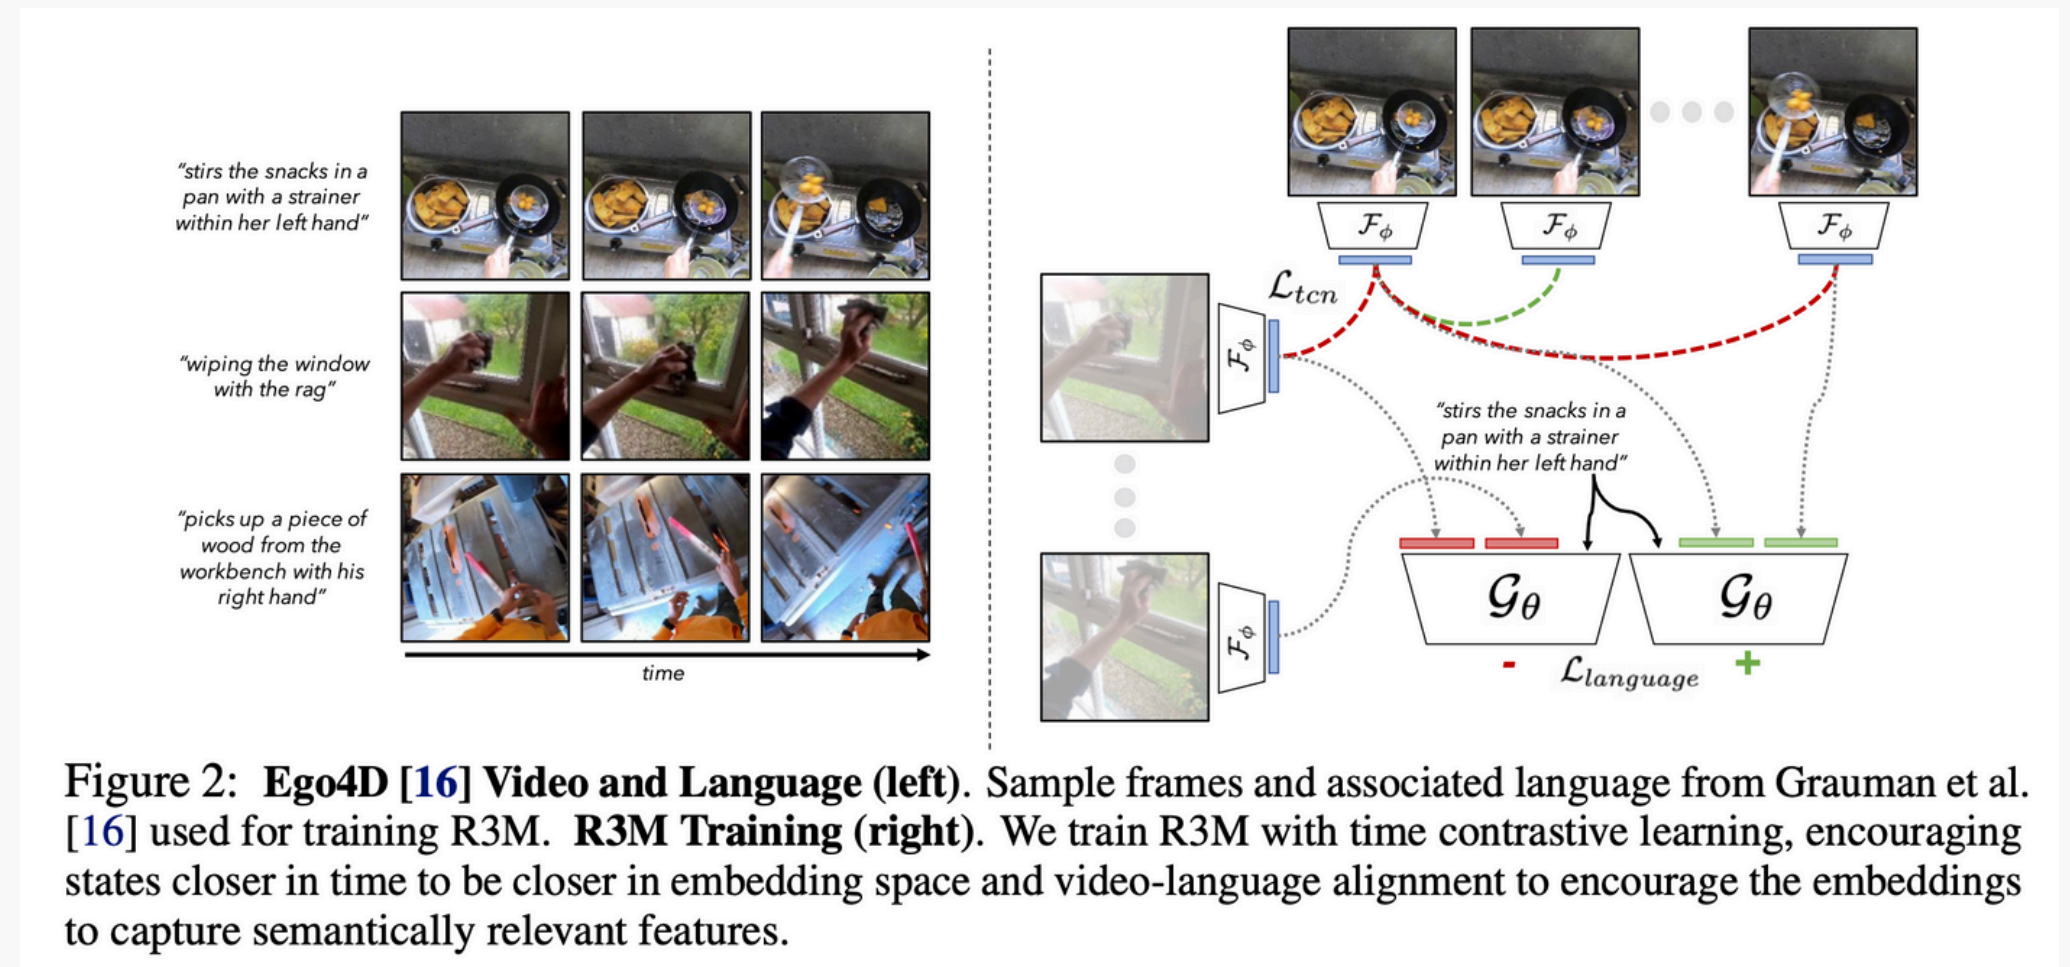 “stirs the snacks in a
pan with a strainer
within her left hand”
“wiping the window
with the rag”
“picks up a piece of
wood from the
workbench with his
right hand”
time
ℱϕ
ℱϕ
ℱϕ
ℒtcn
ℱϕ
“stirs the snacks in a
pan with a strainer
within her left hand”
ℱϕ
𝒢θ
𝒢θ
- ℒlanguage +
Figure 2: Ego4D [16] Video and Language (left). Sample frames and associated language from Grauman et al.
[16] used for training R3M. R3M Training (right). We train R3M with time contrastive learning, encouraging
states closer in time to be closer in embedding space and video-language alignment to encourage the embeddings
to capture semantically relevant features.